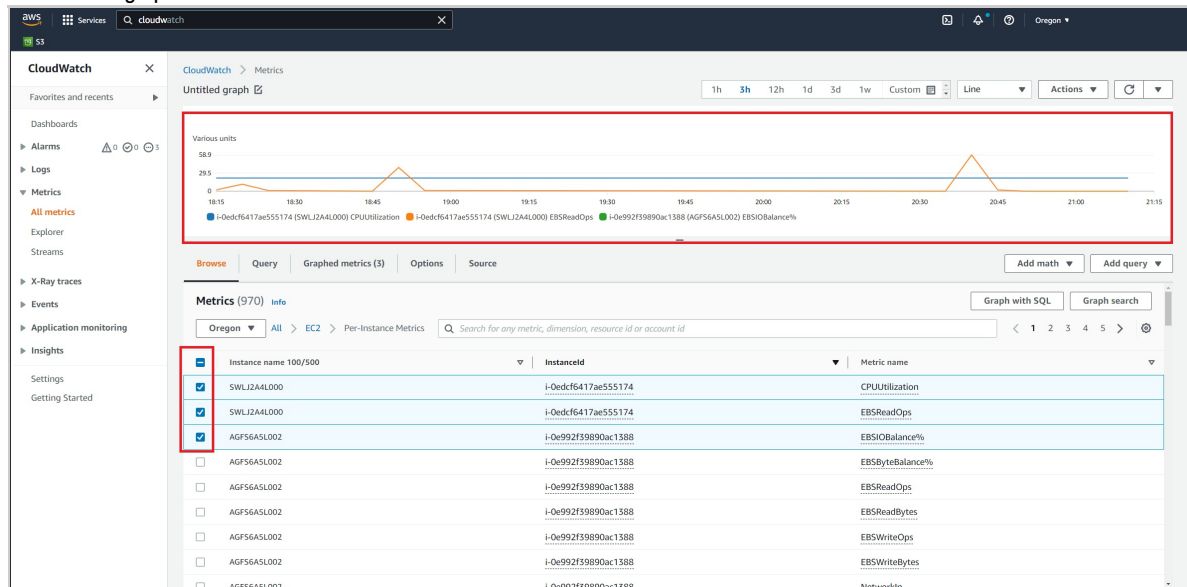 aws Services cloudwatch Oregon
S3
CloudWatch
Favorites and recents
Dashboards
Alarms 0 0 3
Logs
Metrics
All metrics
Explorer
Streams
X-Ray traces
Events
Application monitoring
Insights
Settings
Getting Started
CloudWatch > Metrics
Untitled graph
1h 3h 12h 1d 3d 1w Custom Line Actions
Various units
58.9
29.5
0
18:15 18:30 18:45 19:00 19:15 19:30 19:45 20:00 20:15 20:30 20:45 21:00 21:15
i-0edcf6417ae555174 (SWLJ2A4L000) CPUUtilization i-0edcf6417ae555174 (SWLJ2A4L000) EBSReadOps i-0e992f39890ac1388 (AGFS6A5L002) EBSIOBalance%
Browse Query Graphed metrics (3) Options Source Add math Add query
Metrics (970) Info Graph with SQL Graph search
Oregon All > EC2 > Per-Instance Metrics Search for any metric, dimension, resource id or account id < 1 2 3 4 5 >
Instance name 100/500 InstanceId Metric name
SWLJ2A4L000 i-0edcf6417ae555174 CPUUtilization
SWLJ2A4L000 i-0edcf6417ae555174 EBSReadOps
AGFS6A5L002 i-0e992f39890ac1388 EBSIOBalance%
AGFS6A5L002 i-0e992f39890ac1388 EBSByteBalance%
AGFS6A5L002 i-0e992f39890ac1388 EBSReadOps
AGFS6A5L002 i-0e992f39890ac1388 EBSReadBytes
AGFS6A5L002 i-0e992f39890ac1388 EBSWriteOps
AGFS6A5L002 i-0e992f39890ac1388 EBSWriteBytes
AGFS6A5L002 i-0e992f39890ac1388 NetworkIn